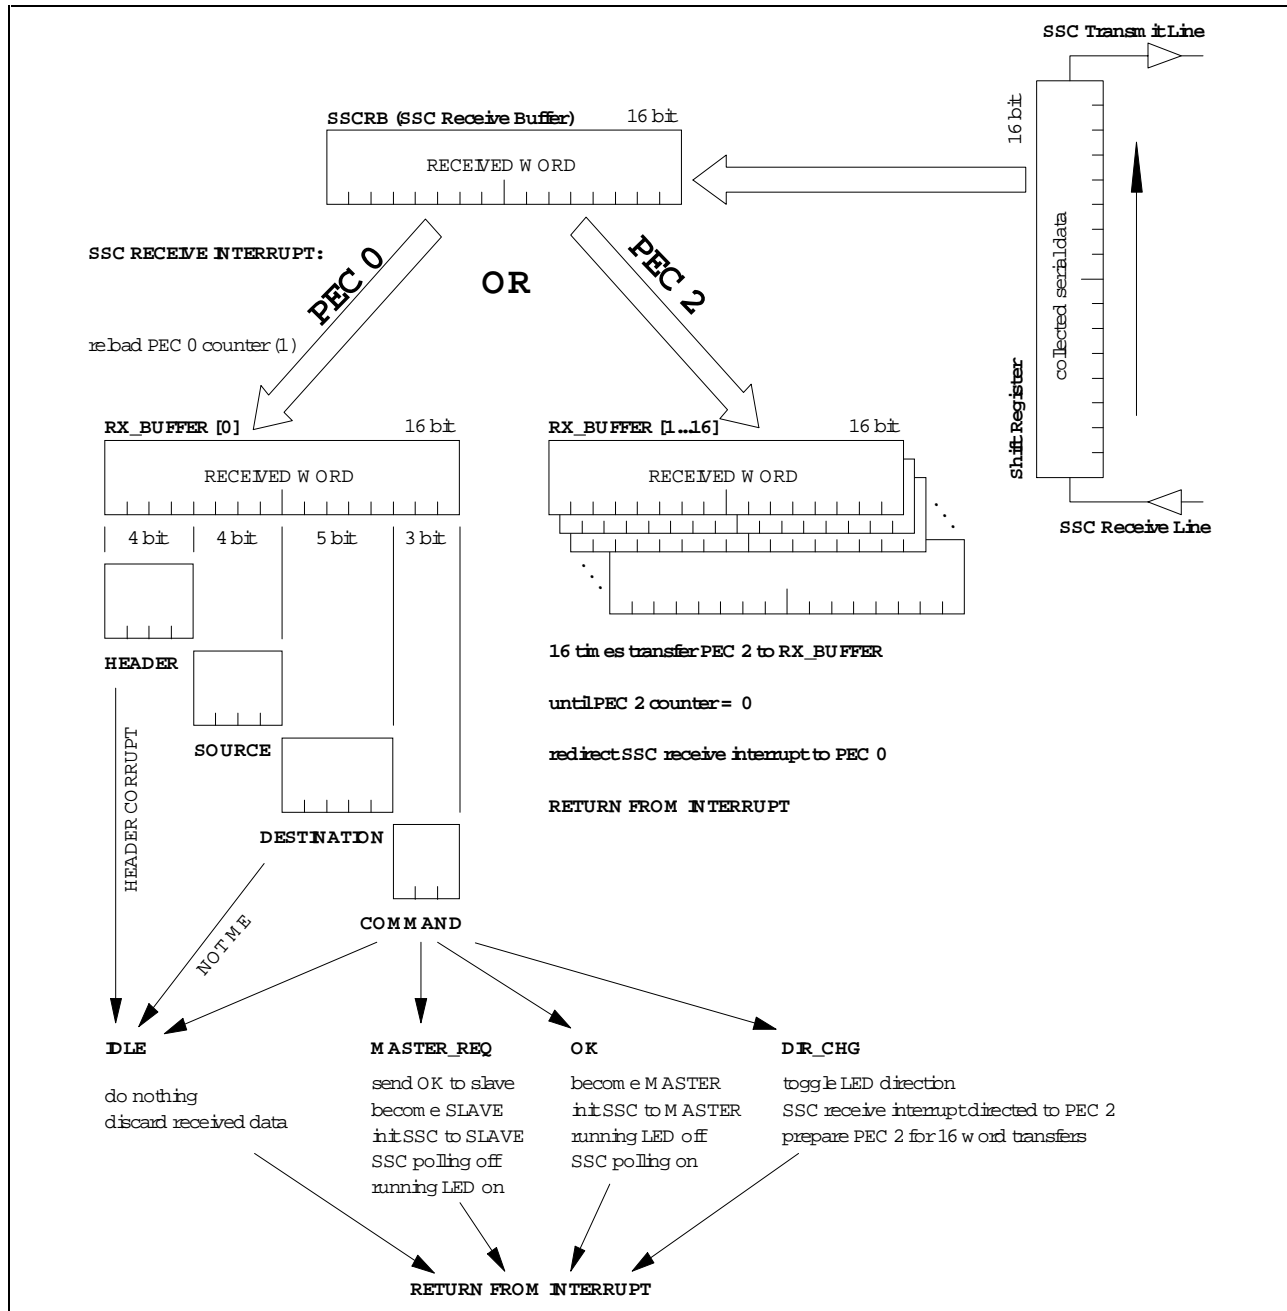 SSC Transmit Line
16 bit
SSCRB (SSC Receive Buffer) 16 bit
RECEIVED WORD
collected serial data
Shift Register
SSC Receive Line
SSC RECEIVE INTERRUPT:
PEC 0
OR
PEC 2
reload PEC 0 counter (1)
RX_BUFFER [0] 16 bit
RECEIVED WORD
4 bit 4 bit 5 bit 3 bit
RX_BUFFER [1...16] 16 bit
RECEIVED WORD
HEADER
SOURCE
DESTINATION
COMMAND
16 times transfer PEC 2 to RX_BUFFER
until PEC 2 counter = 0
redirect SSC receive interrupt to PEC 0
RETURN FROM INTERRUPT
HEADER CORRUPT
NOT ME
IDLE
do nothing
discard received data
MASTER_REQ
send OK to slave
become SLAVE
init SSC to SLAVE
SSC polling off
running LED on
OK
become MASTER
init SSC to MASTER
running LED off
SSC polling on
DIR_CHG
toggle LED direction
SSC receive interrupt directed to PEC 2
prepare PEC 2 for 16 word transfers
RETURN FROM INTERRUPT